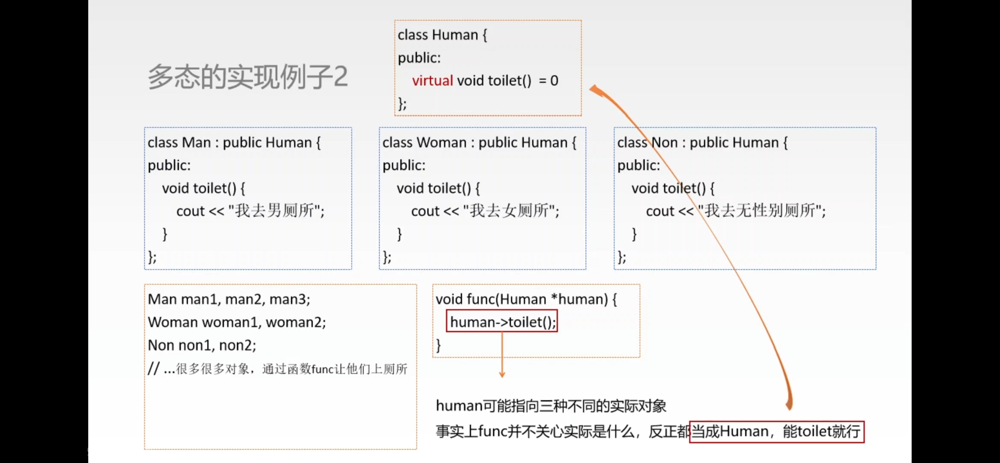 多态的实现例子2
class Human {
public:
virtual void toilet()  = 0
};
class Man : public Human {
public:
void toilet() {
cout << "我去男厕所";
}
};
class Woman : public Human {
public:
void toilet() {
cout << "我去女厕所";
}
};
class Non : public Human {
public:
void toilet() {
cout << "我去无性别厕所";
}
};
Man man1, man2, man3;
Woman woman1, woman2;
Non non1, non2;
// ...很多很多对象，通过函数func让他们上厕所
void func(Human *human) {
human->toilet();
}
human可能指向三种不同的实际对象
事实上func并不关心实际是什么，反正都当成Human，能toilet就行